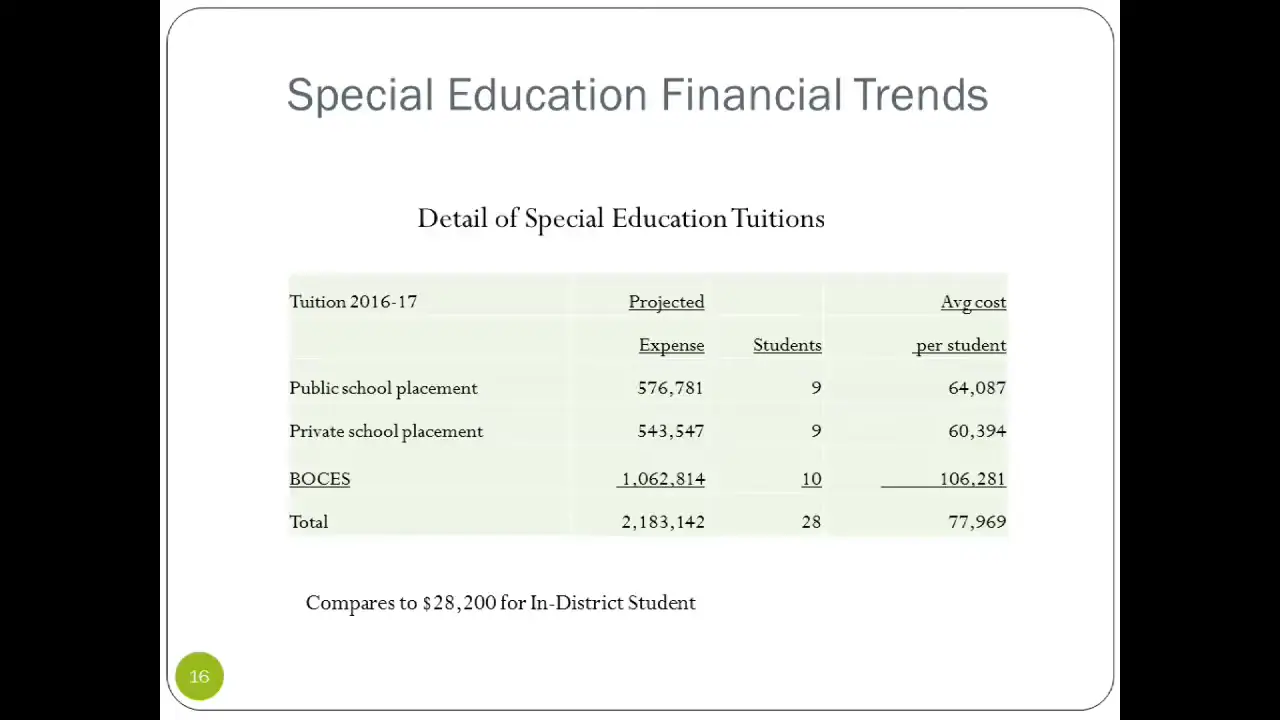 Special Education Financial Trends
Detail of Special Education Tuitions
Tuition 2016-17 Projected Avg cost
Expense Students per student
Public school placement 576,781 9 64,087
Private school placement 543,547 9 60,394
BOCES 1,062,814 10 106,281
Total 2,183,142 28 77,969
Compares to $28,200 for In-District Student
16